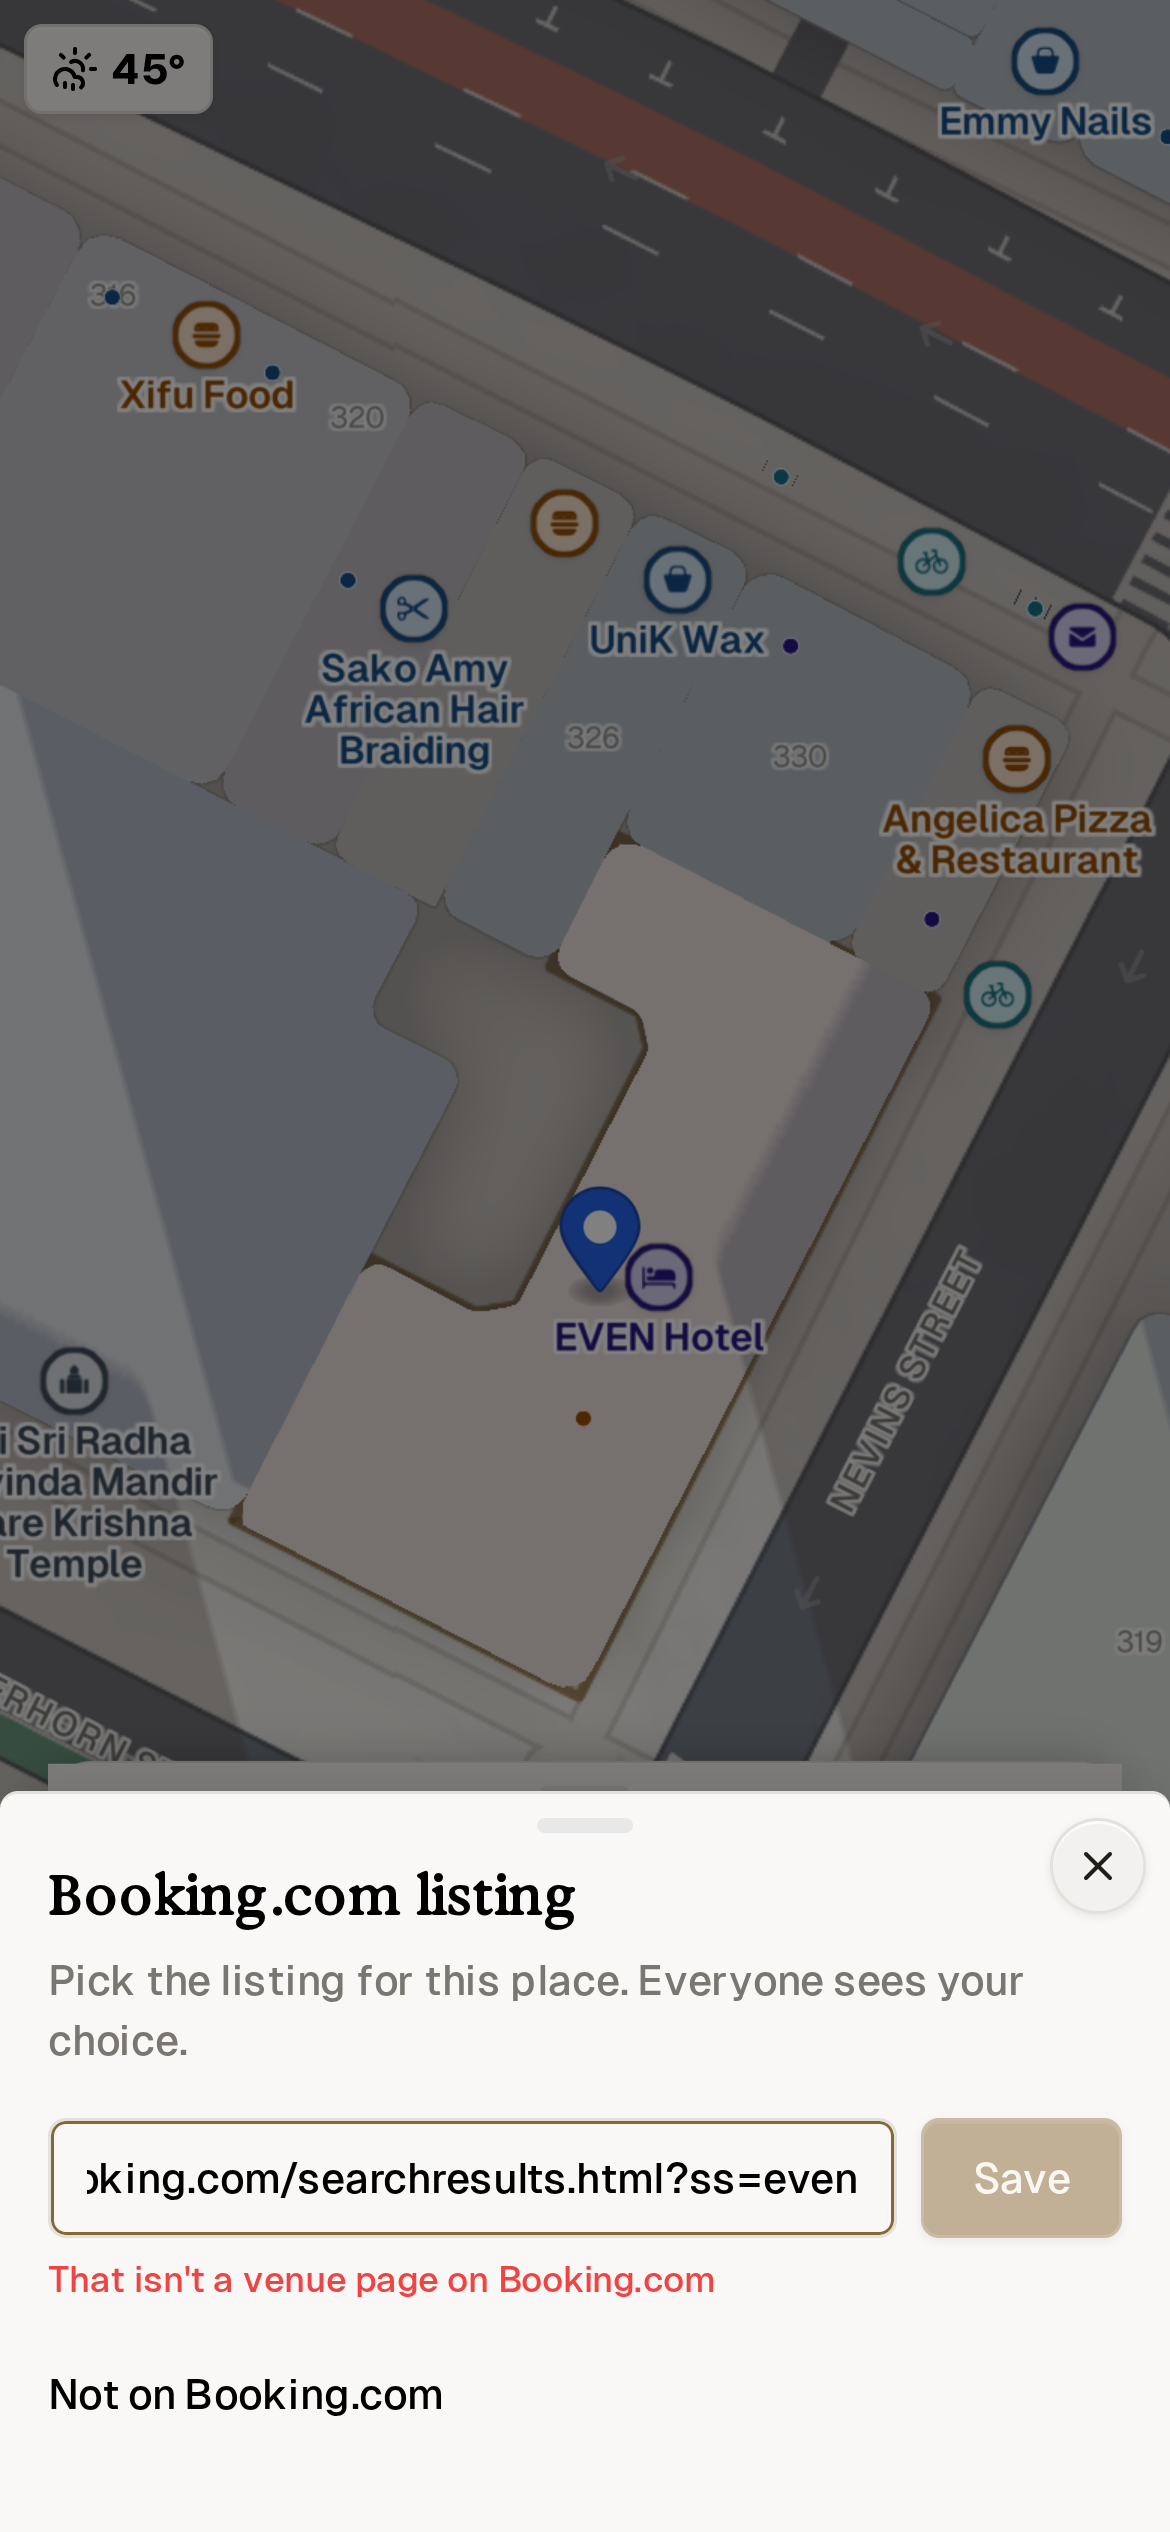 45°
Emmy Nails
316
Xifu Food
320
Sako Amy
African Hair
Braiding
UniK Wax
326
330
Angelica Pizza
& Restaurant
EVEN Hotel
NEVINS STREET
i Sri Radha
inda Mandir
are Krishna
Temple
319
ERHORN S
Booking.com listing
Pick the listing for this place. Everyone sees your
choice.
oking.com/searchresults.html?ss=even
Save
That isn't a venue page on Booking.com
Not on Booking.com